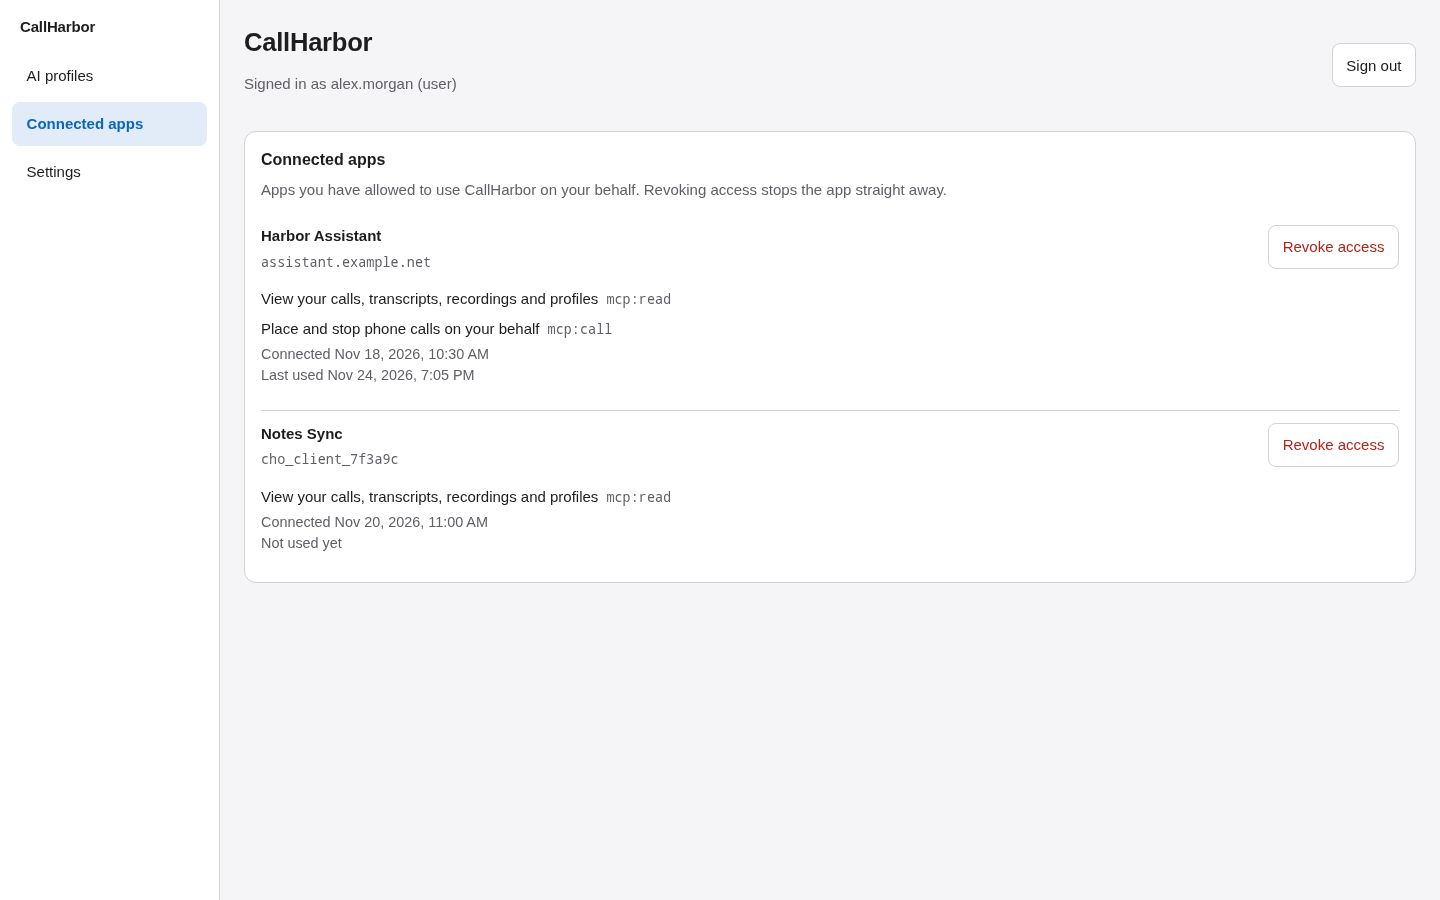 CallHarbor
AI profiles
Connected apps
Settings
CallHarbor
Signed in as alex.morgan (user)
Sign out
Connected apps
Apps you have allowed to use CallHarbor on your behalf. Revoking access stops the app straight away.
Harbor Assistant
Revoke access
assistant.example.net
View your calls, transcripts, recordings and profiles mcp:read
Place and stop phone calls on your behalf mcp:call
Connected Nov 18, 2026, 10:30 AM
Last used Nov 24, 2026, 7:05 PM
Notes Sync
Revoke access
cho_client_7f3a9c
View your calls, transcripts, recordings and profiles mcp:read
Connected Nov 20, 2026, 11:00 AM
Not used yet